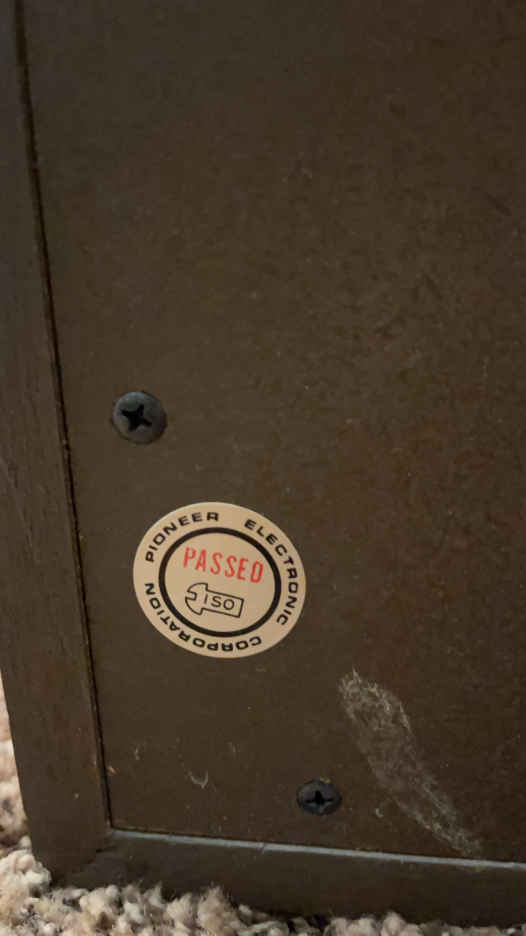 PIONEER ELECTRONIC CORPORATION
PASSED
ISO